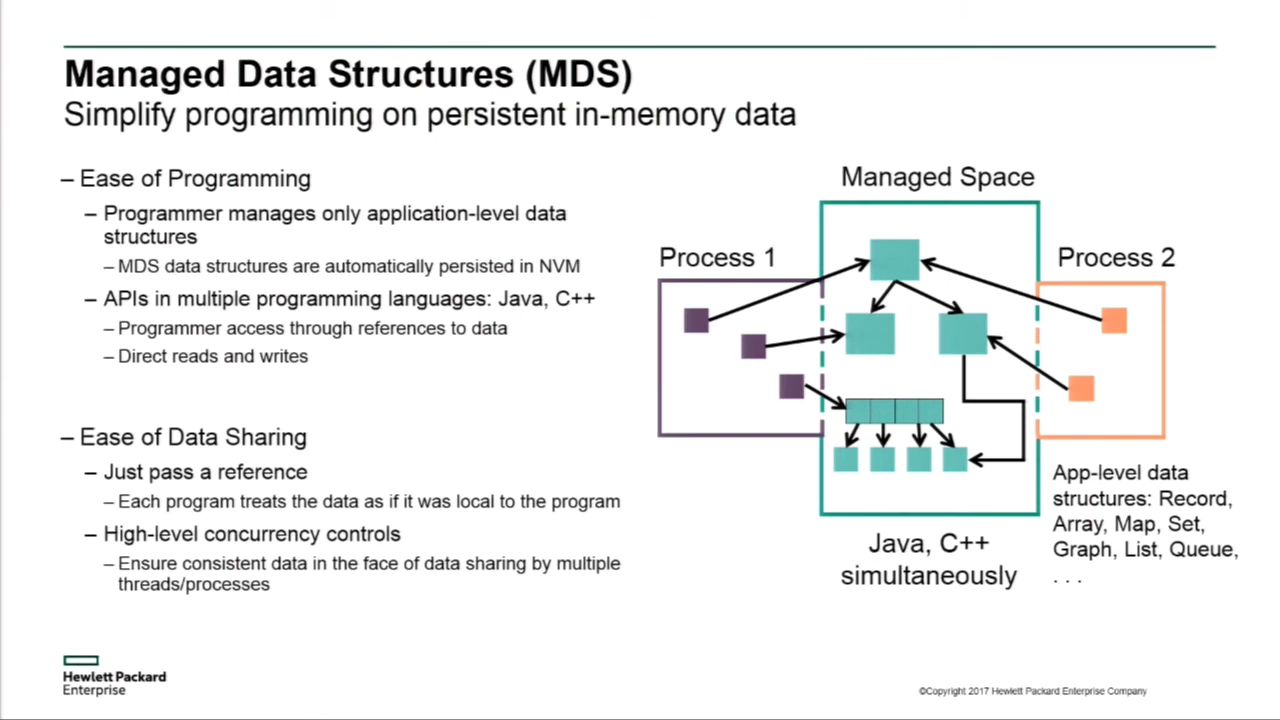 Managed Data Structures (MDS)
Simplify programming on persistent in-memory data
– Ease of Programming
– Programmer manages only application-level data
structures
– MDS data structures are automatically persisted in NVM
– APIs in multiple programming languages: Java, C++
– Programmer access through references to data
– Direct reads and writes
– Ease of Data Sharing
– Just pass a reference
– Each program treats the data as if it was local to the program
– High-level concurrency controls
– Ensure consistent data in the face of data sharing by multiple
threads/processes
Managed Space
Process 1
Process 2
Java, C++
simultaneously
App-level data
structures: Record,
Array, Map, Set,
Graph, List, Queue,
. . .
Hewlett Packard
Enterprise
©Copyright 2017 Hewlett Packard Enterprise Company